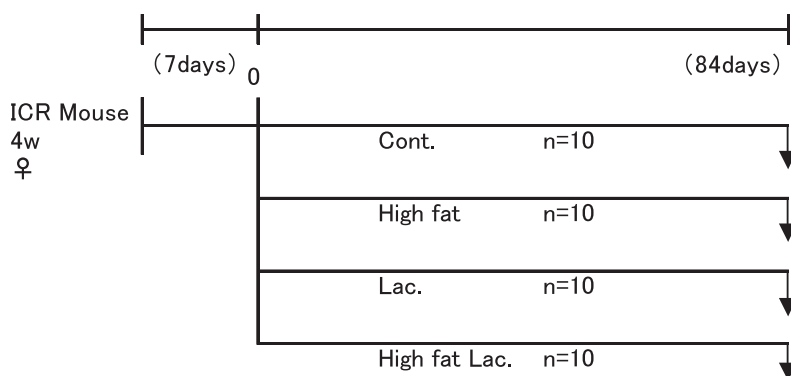 (7days) 0 (84days)
ICR Mouse
4w
♀
Cont. n=10
High fat n=10
Lac. n=10
High fat Lac. n=10